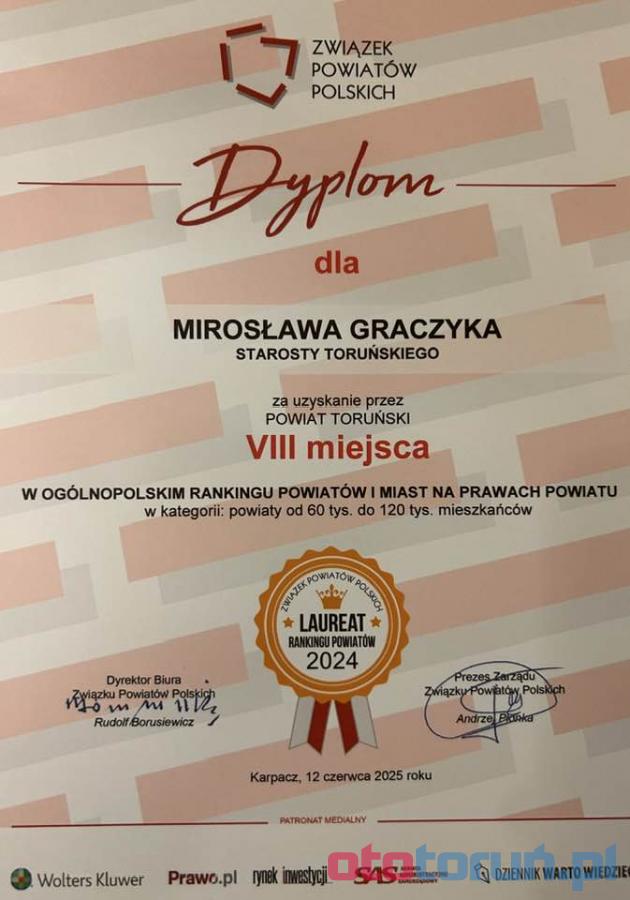 ZWIĄZEK
POWIATÓW
POLSKICH
Dyplom
dla
MIROSŁAWA GRACZYKA
STAROSTY TORUŃSKIEGO
za uzyskanie przez
POWIAT TORUŃSKI
VIII miejsca
W OGÓLNOPOLSKIM RANKINGU POWIATÓW I MIAST NA PRAWACH POWIATU
w kategorii: powiaty od 60 tys. do 120 tys. mieszkańców
ZWIĄZEK POWIATÓW POLSKICH
LAUREAT
RANKINGU POWIATÓW
2024
Dyrektor Biura
Związku Powiatów Polskich
Rudolf Borusiewicz
Prezes Zarządu
Związku Powiatów Polskich
Andrzej Płonka
Karpacz, 12 czerwca 2025 roku
PATRONAT MEDIALNY
Wolters Kluwer
Prawo.pl
rynek inwestycji
SAS
DZIENNIK WARTO WIEDZIEĆ
ototoruń.pl